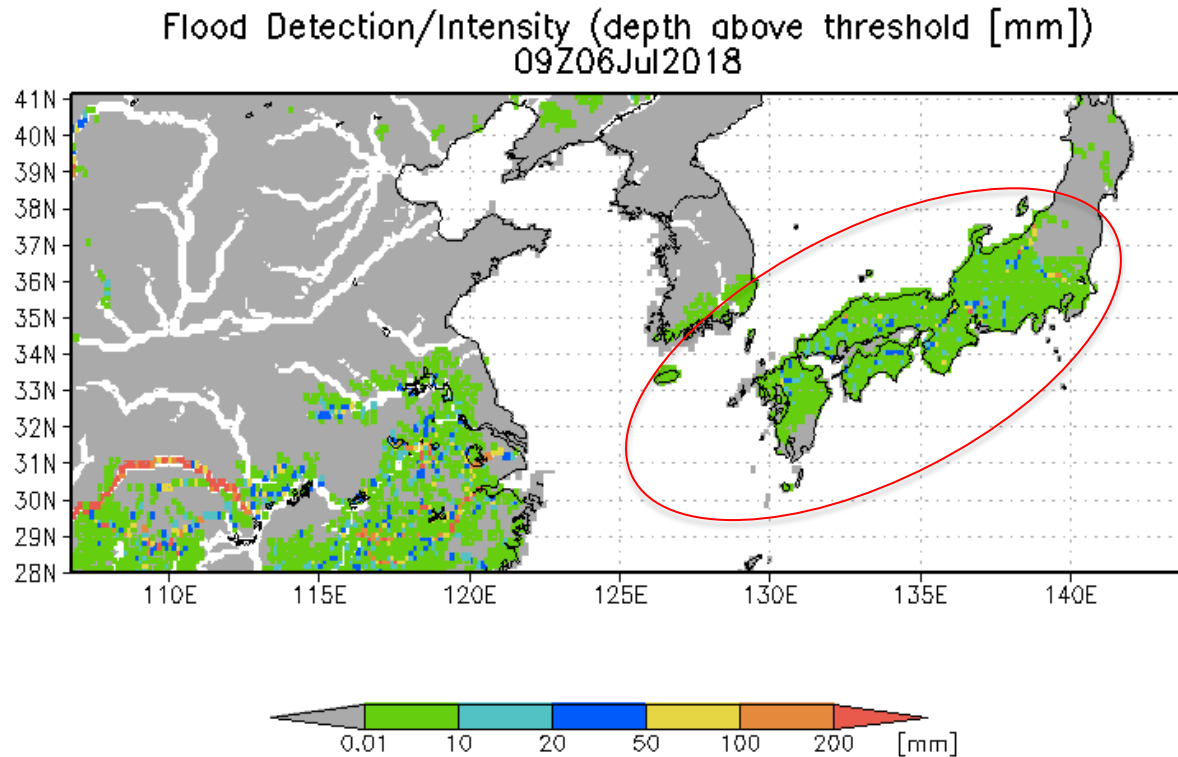 Flood Detection/Intensity (depth above threshold [mm])
09Z06Jul2018
41N
40N
39N
38N
37N
36N
35N
34N
33N
32N
31N
30N
29N
28N
110E 115E 120E 125E 130E 135E 140E
0.01 10 20 50 100 200 [mm]